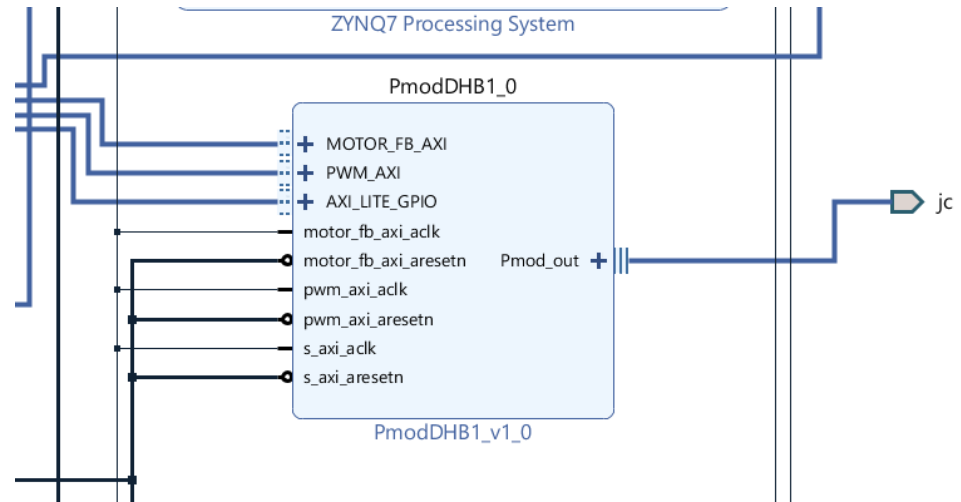 ZYNQ7 Processing System
PmodDHB1_0
MOTOR_FB_AXI
PWM_AXI
AXI_LITE_GPIO
motor_fb_axi_aclk
motor_fb_axi_aresetn
Pmod_out
pwm_axi_aclk
pwm_axi_aresetn
s_axi_aclk
s_axi_aresetn
jc
PmodDHB1_v1_0